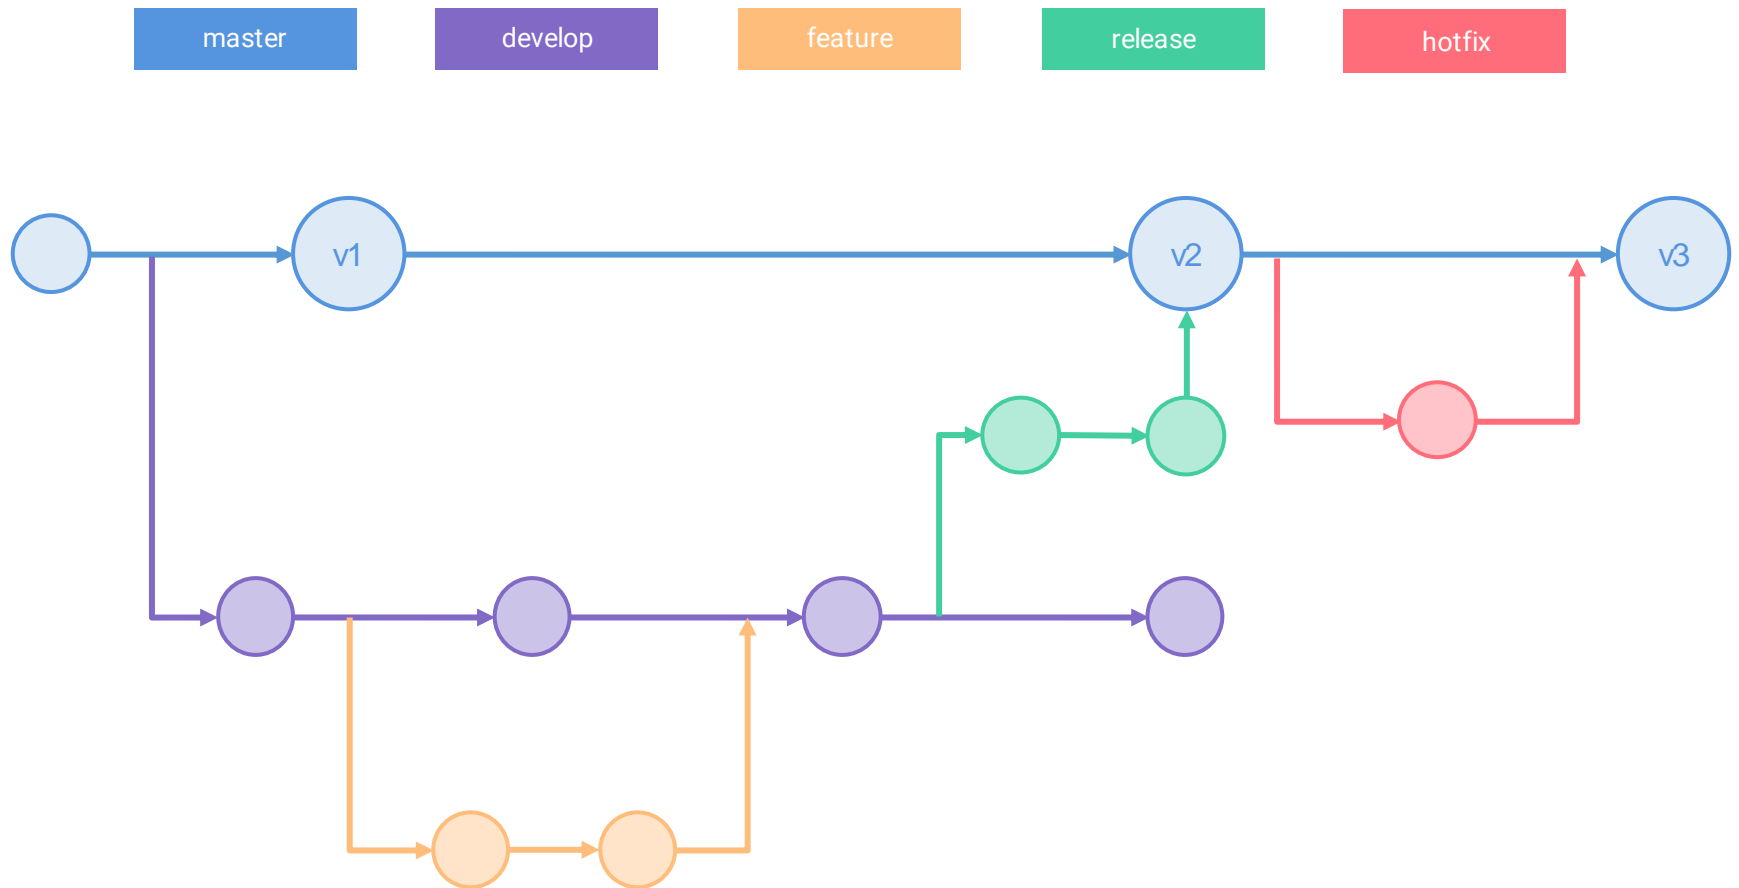 master
develop
feature
release
hotfix
v1
v2
v3